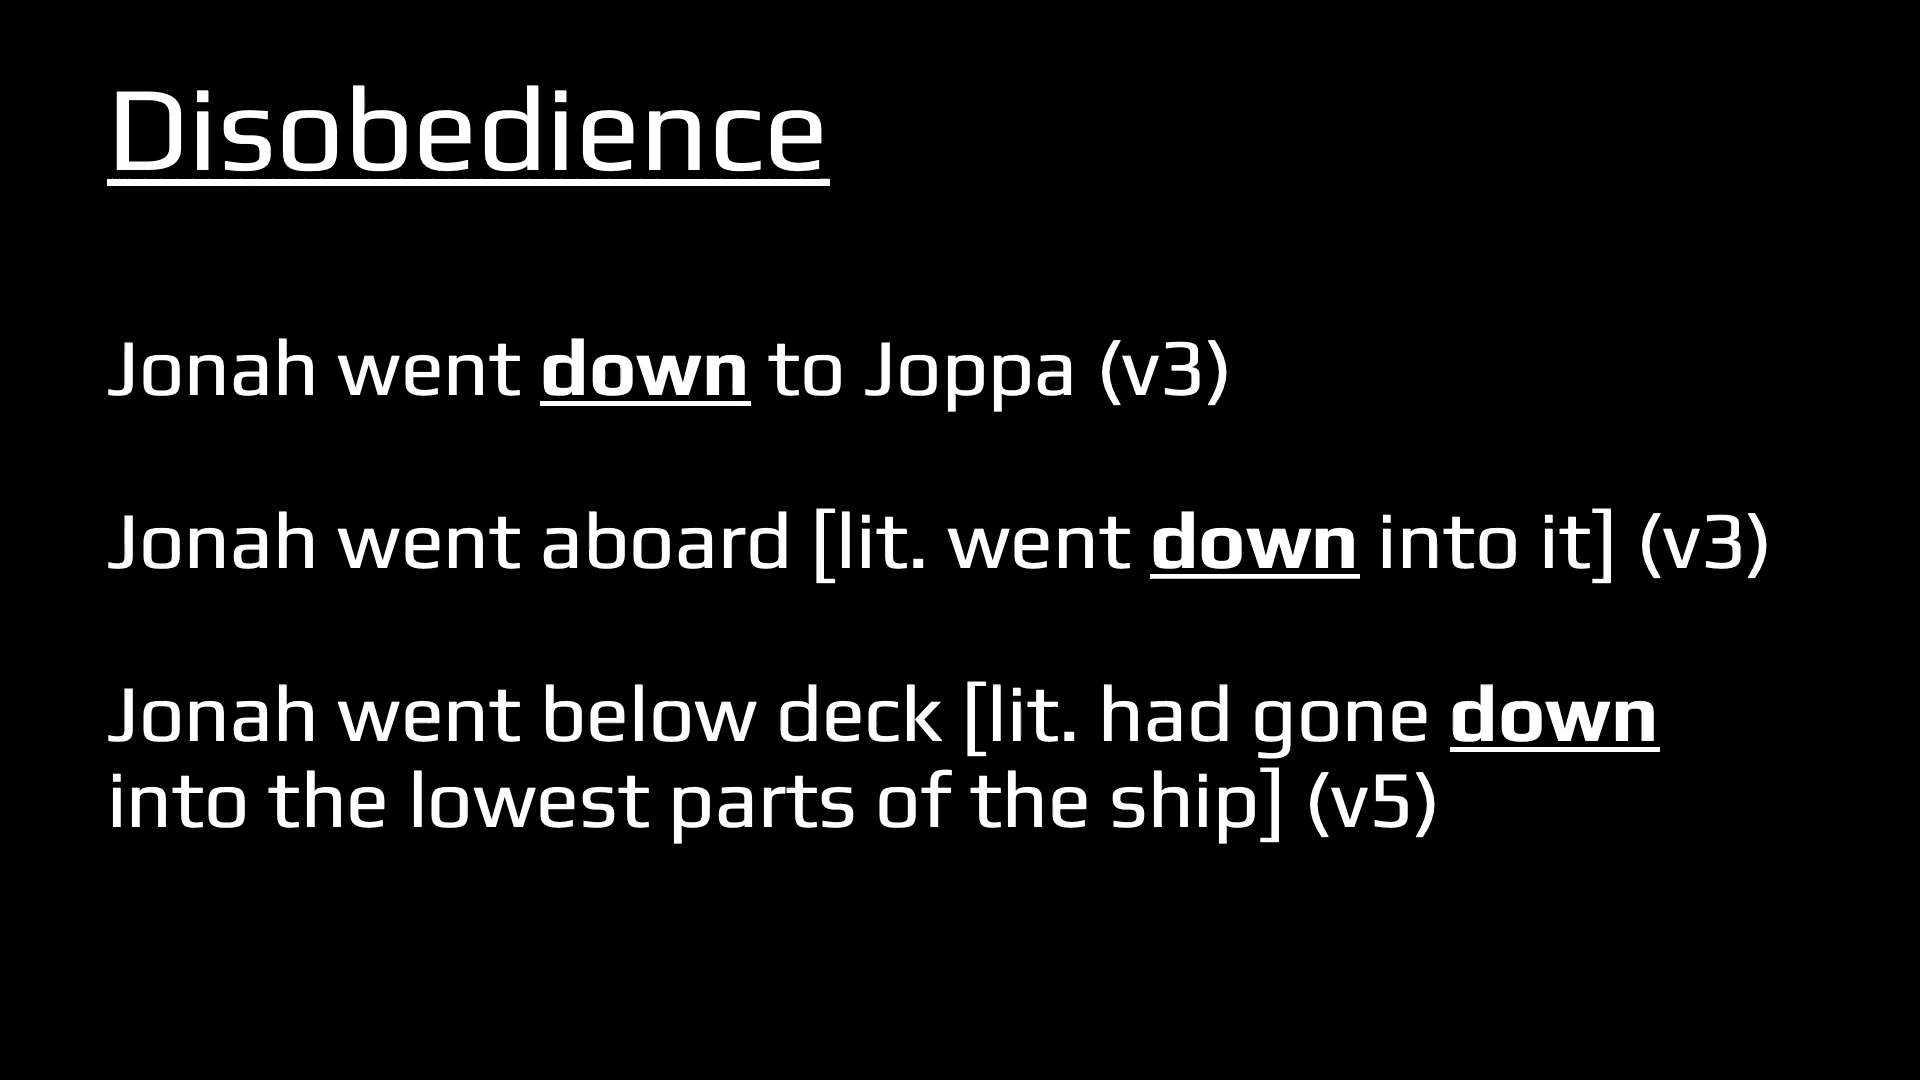 Disobedience
Jonah went down to Joppa (v3)
Jonah went aboard [lit. went down into it] (v3)
Jonah went below deck [lit. had gone down
into the lowest parts of the ship] (v5)